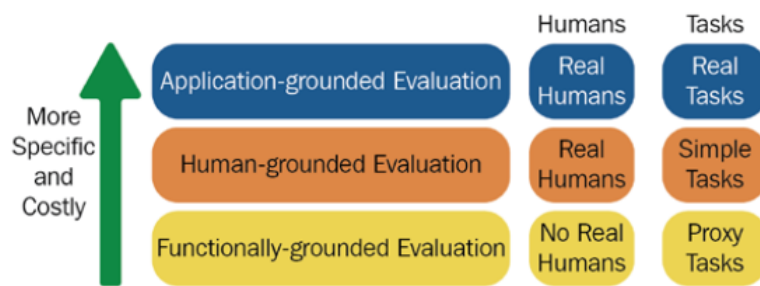 Humans Tasks
Application-grounded Evaluation
Real
Humans
Real
Tasks
More
Specific
and
Costly
Human-grounded Evaluation
Real
Humans
Simple
Tasks
Functionally-grounded Evaluation
No Real
Humans
Proxy
Tasks